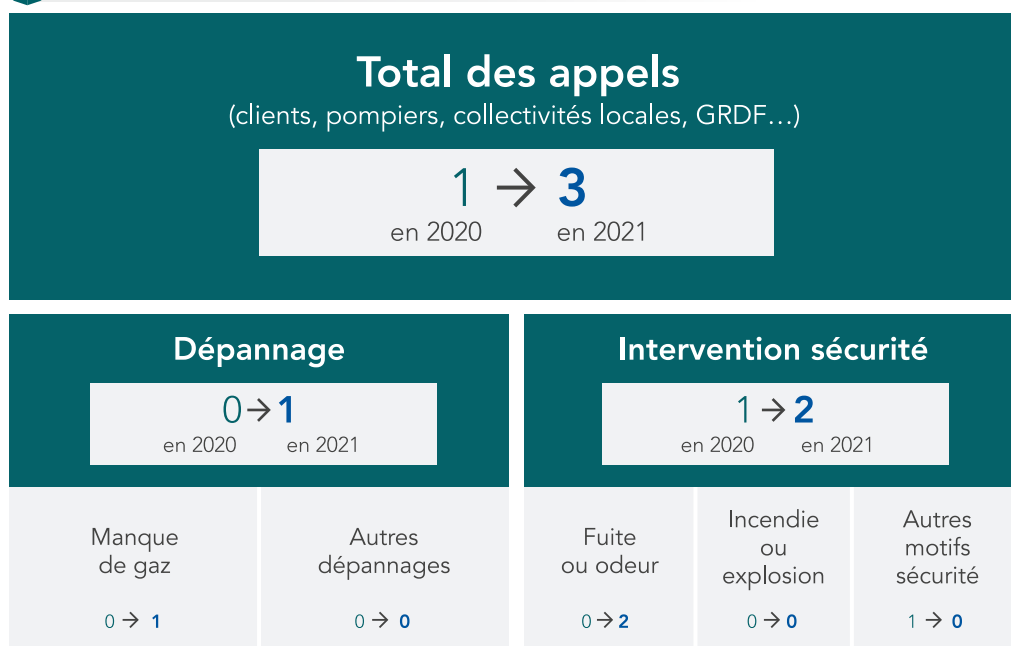 Total des appels
(clients, pompiers, collectivités locales, GRDF...)
1 → 3
en 2020 en 2021
Dépannage
0 → 1
en 2020 en 2021
Manque
de gaz
0 → 1
Autres
dépannages
0 → 0
Intervention sécurité
1 → 2
en 2020 en 2021
Fuite
ou odeur
0 → 2
Incendie
ou
explosion
0 → 0
Autres
motifs
sécurité
1 → 0